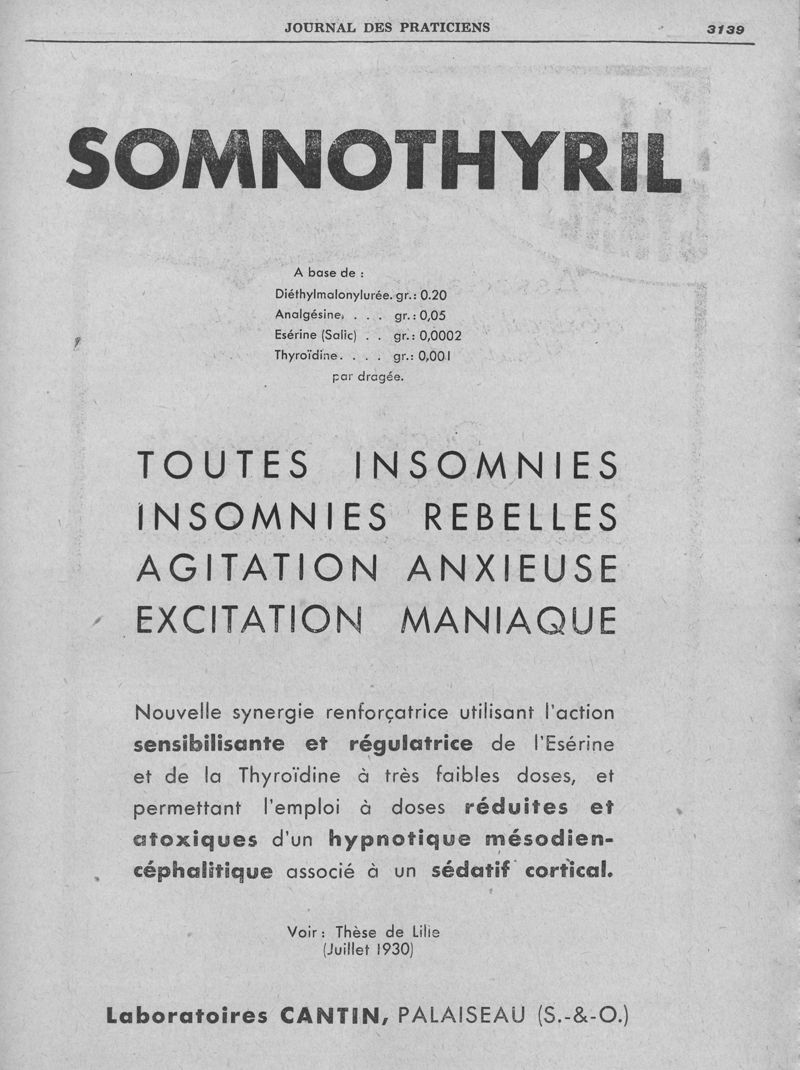 JOURNAL DES PRATICIENS 3139
SOMNOTHYRIL
A base de :
Diéthylmalonylurée. gr.: 0.20
Analgésine, . . . gr.: 0,05
Esérine (Salic) . . gr.: 0,0002
Thyroïdine. . . . gr.: 0,001
par dragée.
TOUTES INSOMNIES
INSOMNIES REBELLES
AGITATION ANXIEUSE
EXCITATION MANIAQUE
Nouvelle synergie renforçatrice utilisant l'action
sensibilisante et régulatrice de l'Esérine
et de la Thyroïdine à très faibles doses, et
permettant l'emploi à doses réduites et
atoxiques d'un hypnotique mésodien-
céphalitique associé à un sédatif cortical.
Voir : Thèse de Lille
(Juillet 1930)
Laboratoires CANTIN, PALAISEAU (S.-&-O.)